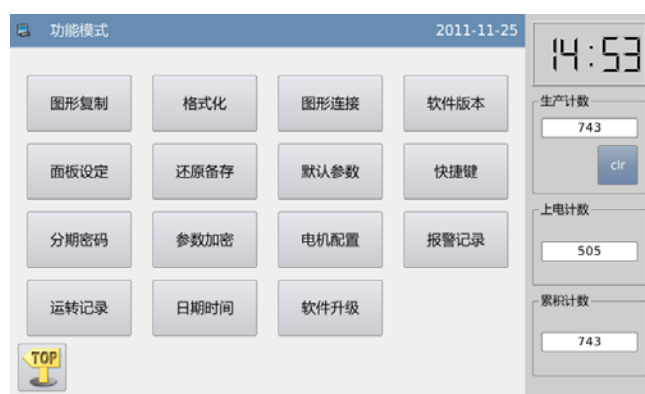 功能模式 2011-11-25
14:53
图形复制 格式化 图形连接 软件版本
面板设定 还原备存 默认参数 快捷键
分期密码 参数加密 电机配置 报警记录
运转记录 日期时间 软件升级
TOP
生产计数
743
clr
上电计数
505
累积计数
743